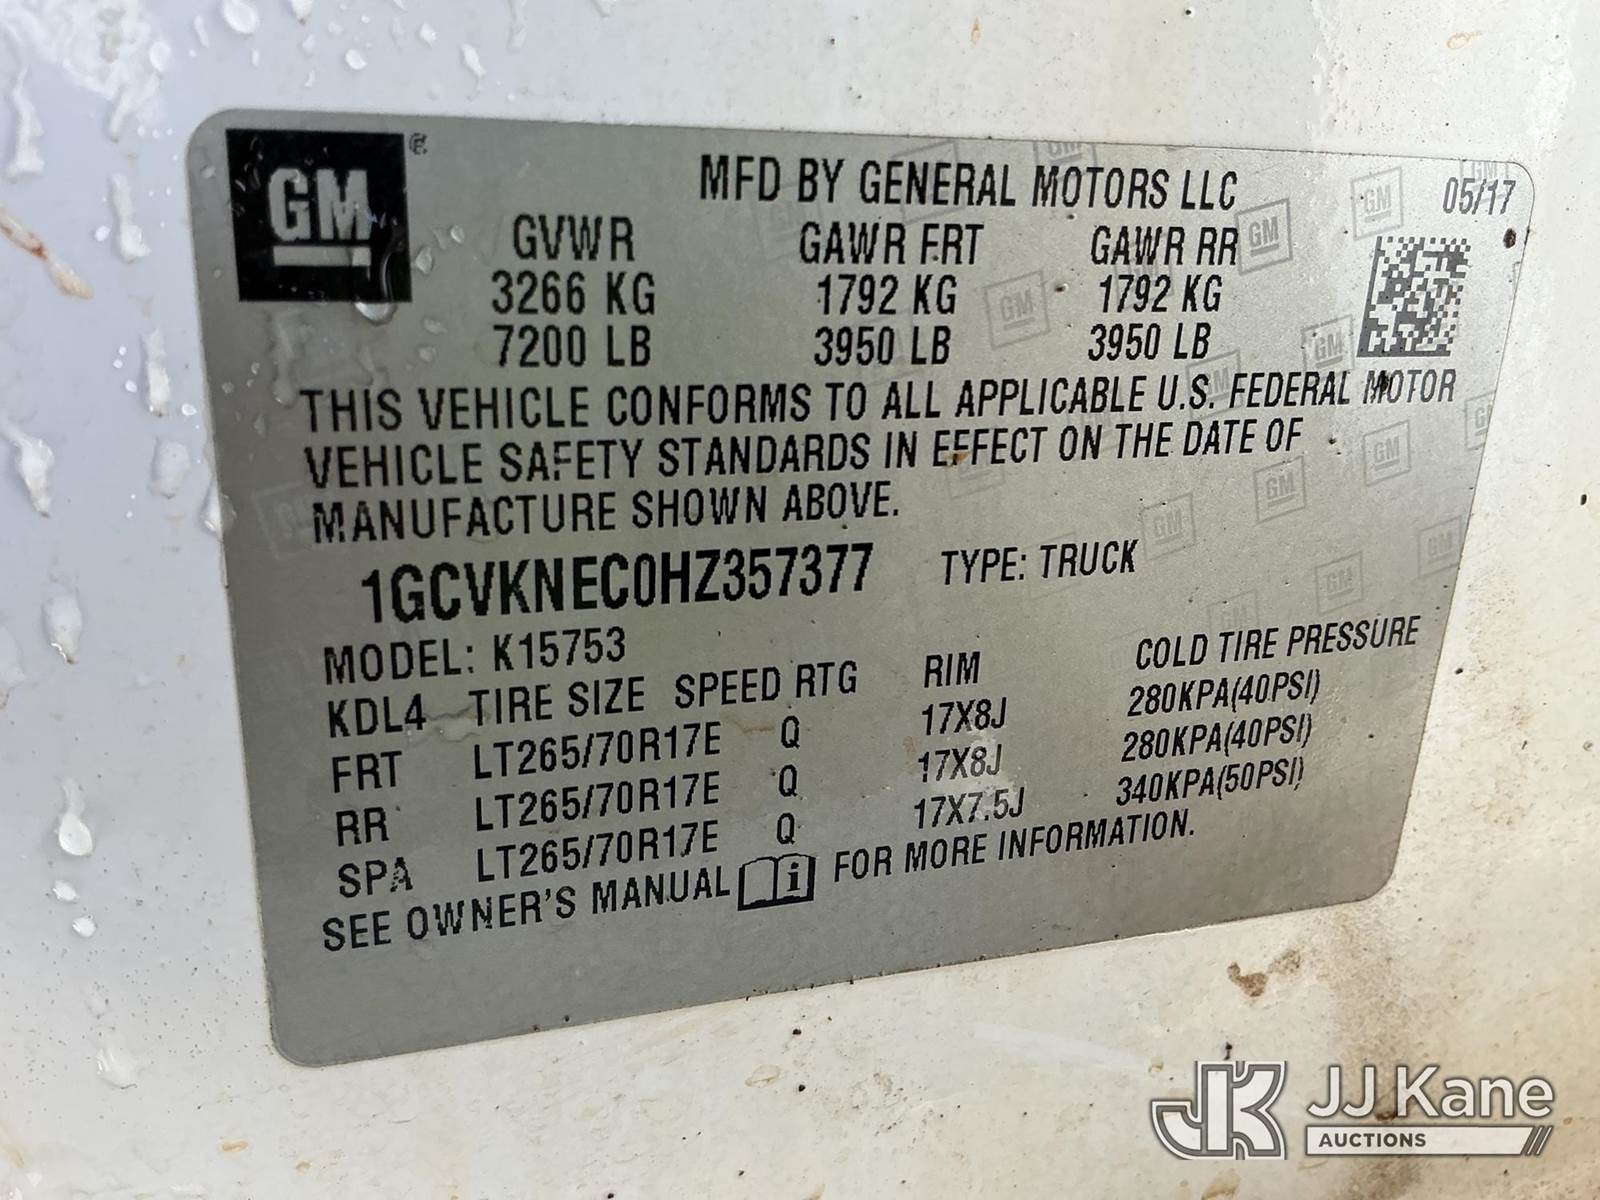 GM
MFD BY GENERAL MOTORS LLC 05/17
GVWR GAWR FRT GAWR RR
3266 KG 1792 KG 1792 KG
7200 LB 3950 LB 3950 LB
THIS VEHICLE CONFORMS TO ALL APPLICABLE U.S. FEDERAL MOTOR
VEHICLE SAFETY STANDARDS IN EFFECT ON THE DATE OF
MANUFACTURE SHOWN ABOVE.
1GCVKNEC0HZ357377 TYPE: TRUCK
MODEL: K15753
KDL4 TIRE SIZE SPEED RTG RIM COLD TIRE PRESSURE
FRT LT265/70R17E Q 17X8J 280KPA(40PSI)
RR LT265/70R17E Q 17X8J 280KPA(40PSI)
SPA LT265/70R17E Q 17X7.5J 340KPA(50PSI)
SEE OWNER'S MANUAL i FOR MORE INFORMATION.
JK JJ Kane
AUCTIONS